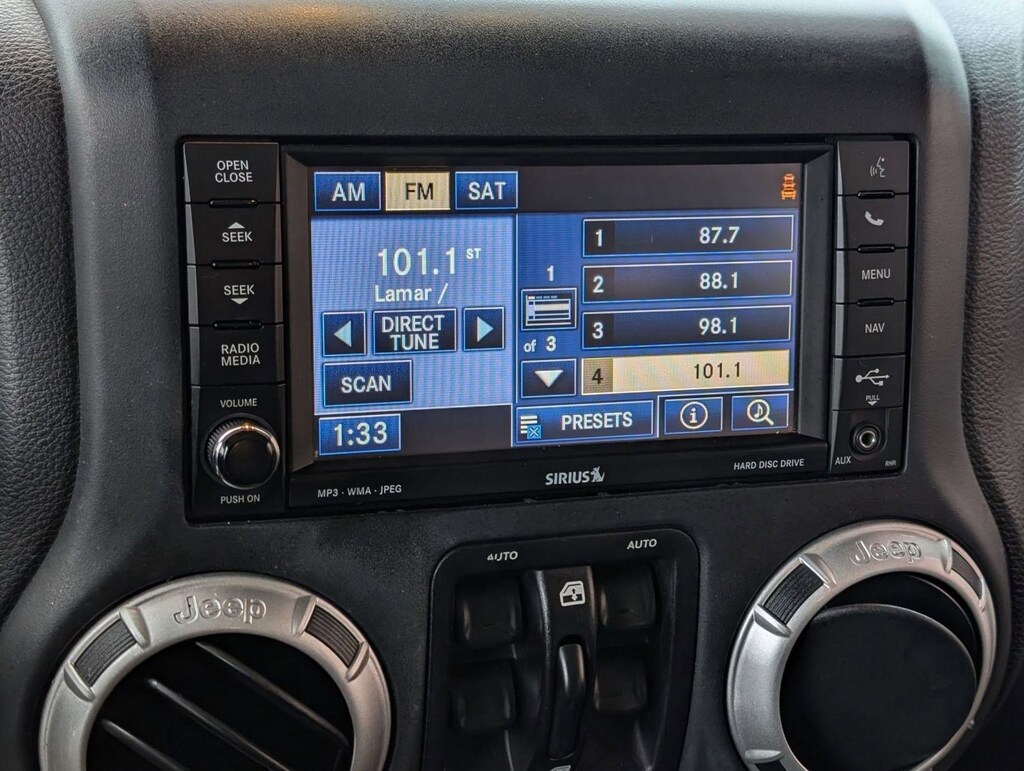 OPEN
CLOSE
SEEK
SEEK
RADIO
MEDIA
VOLUME
PUSH ON
AM FM SAT
101.1 ST
Lamar /
DIRECT
TUNE
SCAN
1:33
1
of 3
1 87.7
2 88.1
3 98.1
4 101.1
PRESETS
i
MENU
NAV
PULL
AUX RHR
MP3 · WMA · JPEG
SIRIUS
HARD DISC DRIVE
AUTO AUTO
Jeep
Jeep